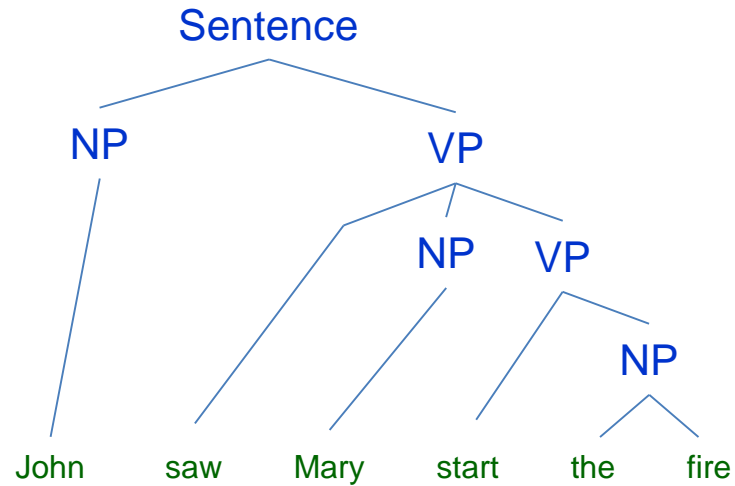 Sentence
NP VP
NP VP
NP
John saw Mary start the fire